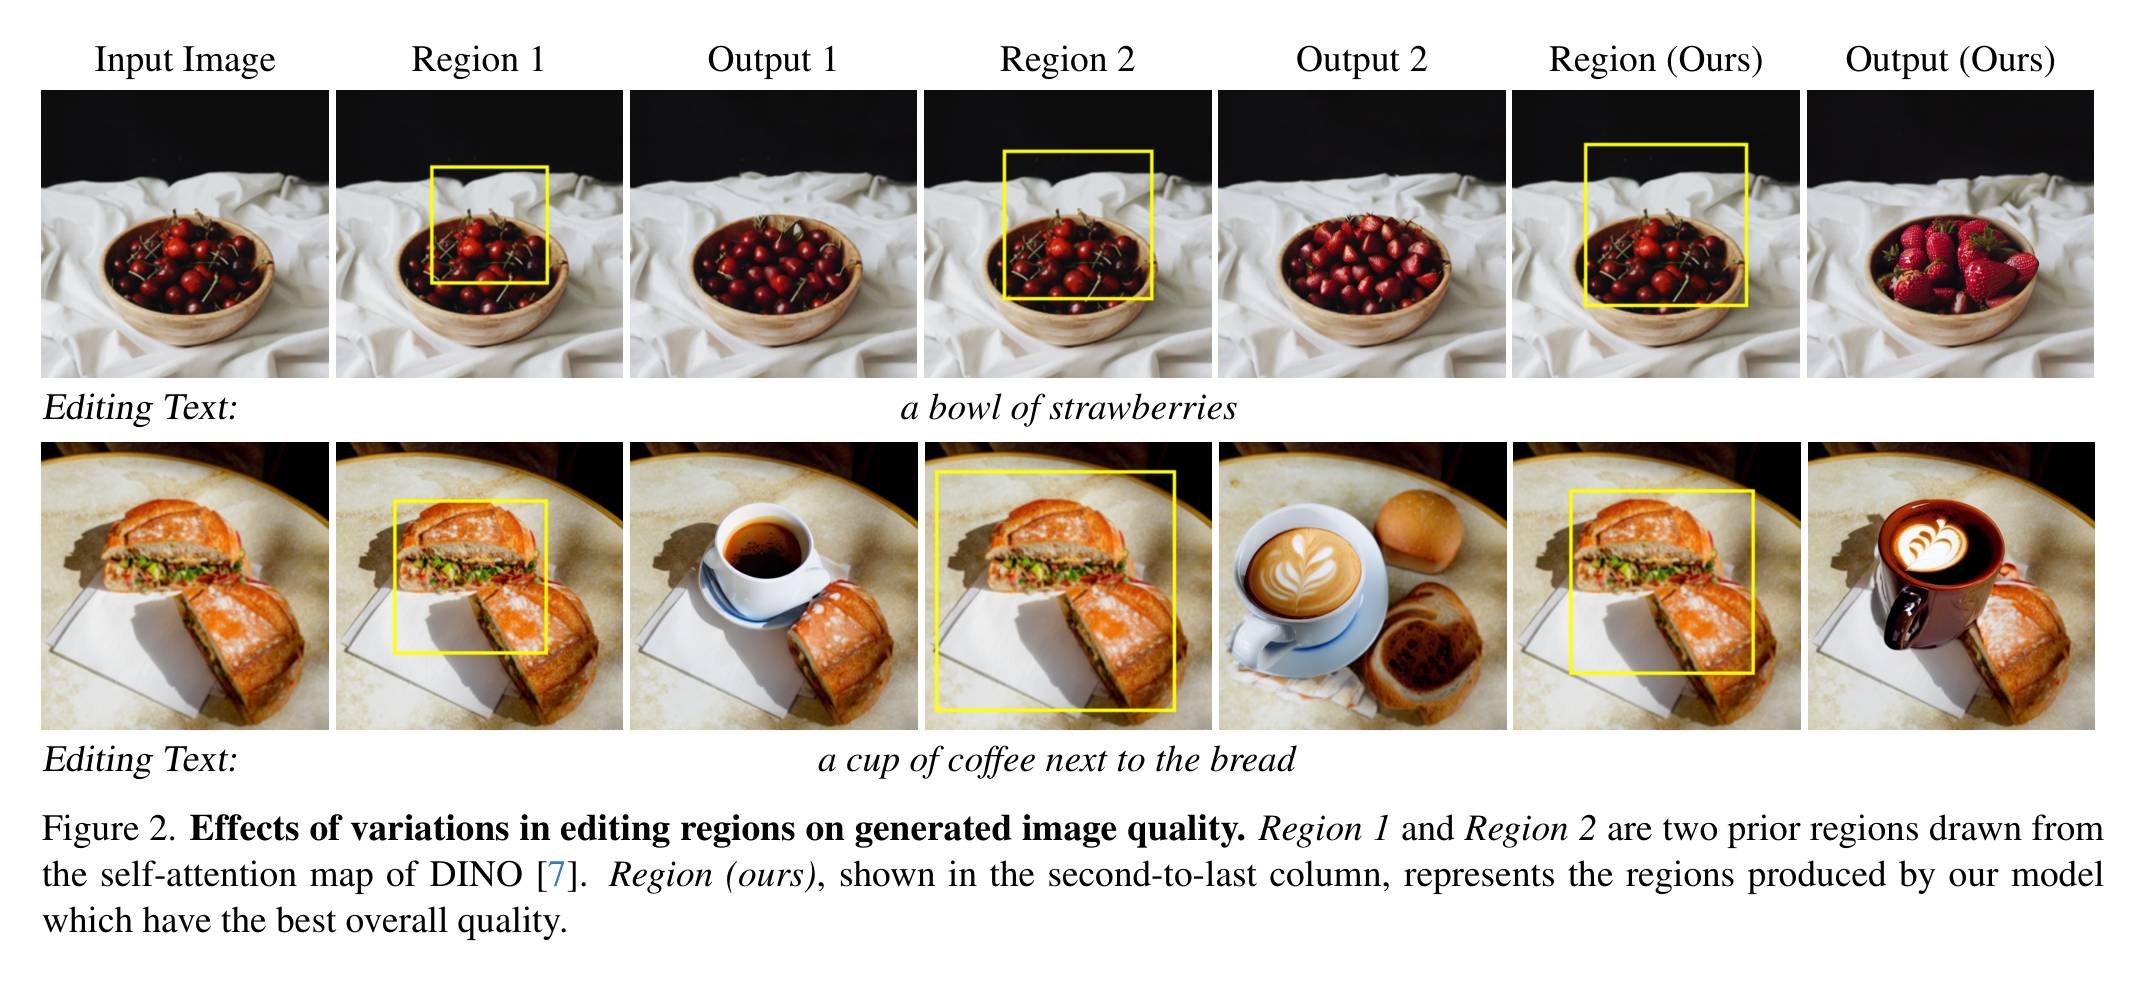 Input Image Region 1 Output 1 Region 2 Output 2 Region (Ours) Output (Ours)
Editing Text: a bowl of strawberries
Editing Text: a cup of coffee next to the bread
Figure 2. Effects of variations in editing regions on generated image quality. Region 1 and Region 2 are two prior regions drawn from
the self-attention map of DINO [7]. Region (ours), shown in the second-to-last column, represents the regions produced by our model
which have the best overall quality.